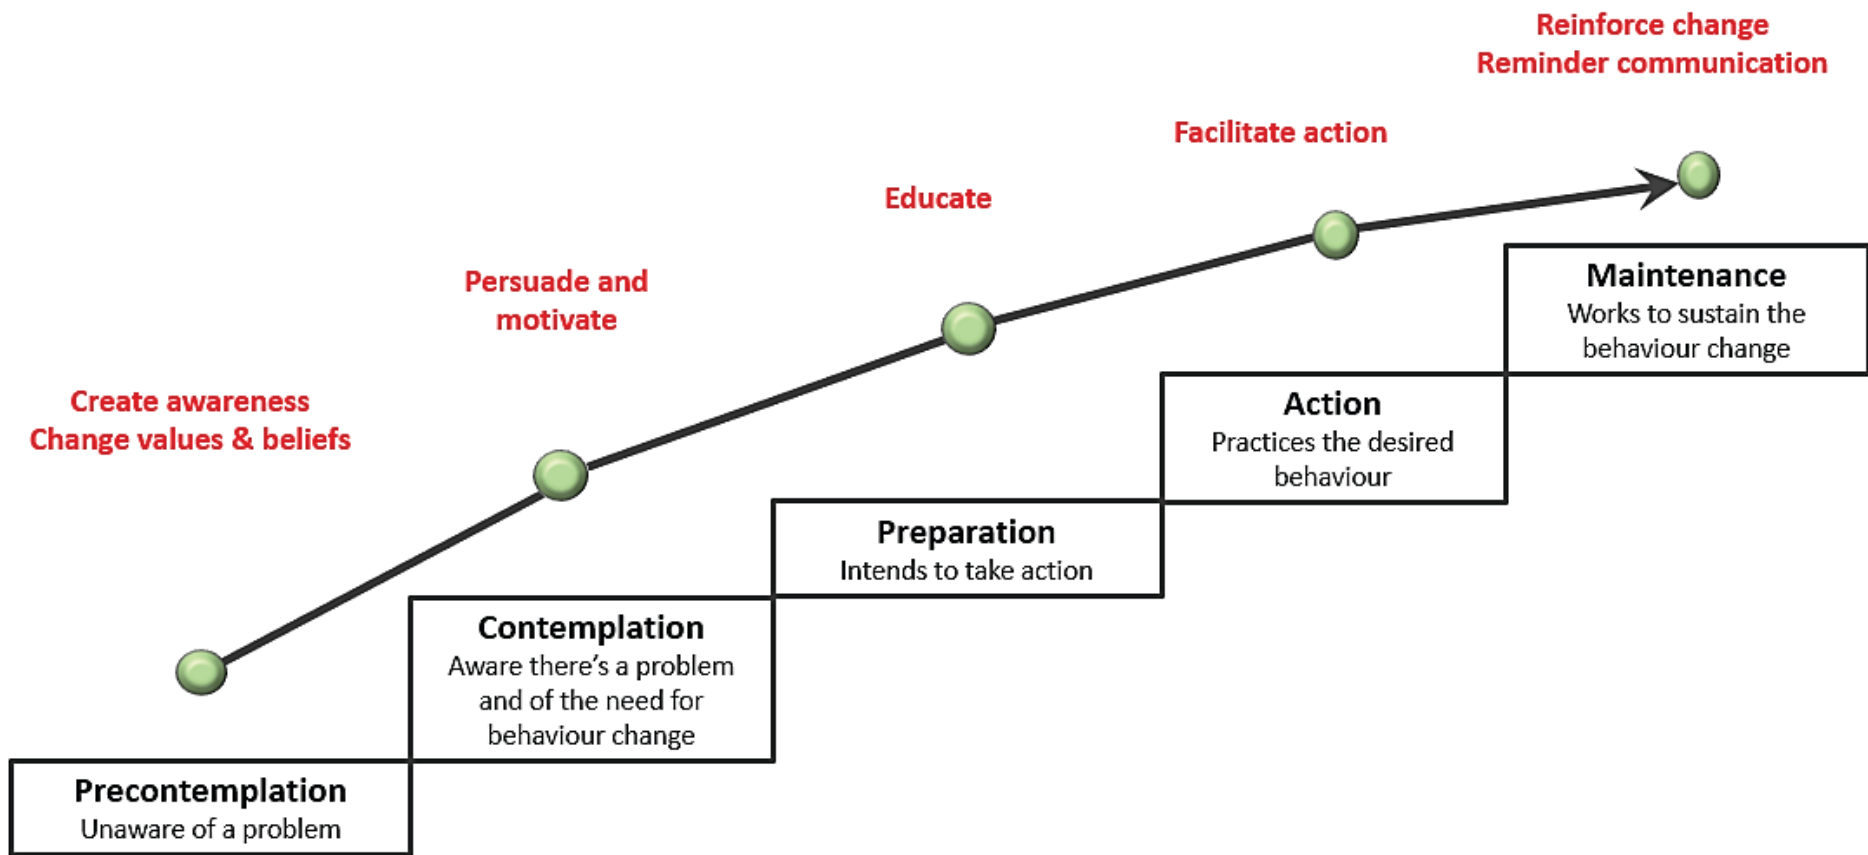 Reinforce change
Reminder communication
Facilitate action
Educate
Persuade and
motivate
Create awareness
Change values & beliefs
Maintenance
Works to sustain the
behaviour change
Action
Practices the desired
behaviour
Preparation
Intends to take action
Contemplation
Aware there’s a problem
and of the need for
behaviour change
Precontemplation
Unaware of a problem